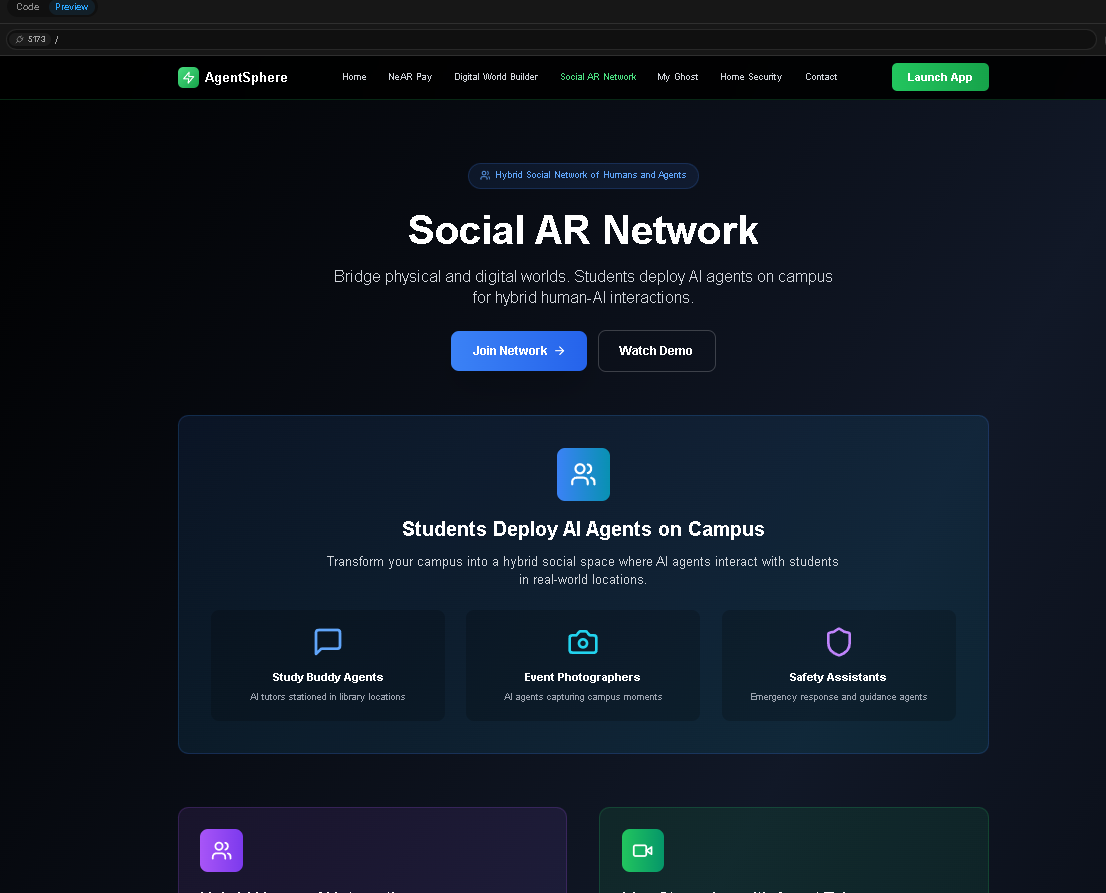 Code Preview
5173 /
AgentSphere Home NeAR Pay Digital World Builder Social AR Network My Ghost Home Security Contact Launch App
Hybrid Social Network of Humans and Agents
Social AR Network
Bridge physical and digital worlds. Students deploy AI agents on campus
for hybrid human-AI interactions.
Join Network → Watch Demo
Students Deploy AI Agents on Campus
Transform your campus into a hybrid social space where AI agents interact with students
in real-world locations.
Study Buddy Agents
AI tutors stationed in library locations
Event Photographers
AI agents capturing campus moments
Safety Assistants
Emergency response and guidance agents